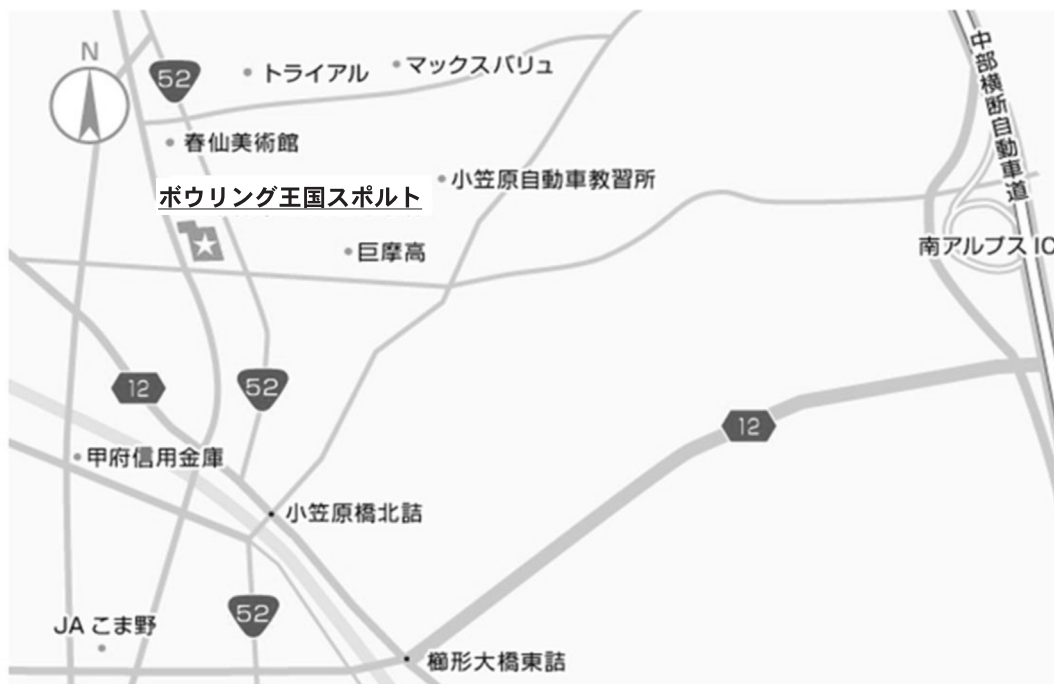 N
52
トライアル
マックスバリュ
中部横断自動車道
春仙美術館
小笠原自動車教習所
ボウリング王国スポルト
巨摩高
南アルプス IC
12
52
12
甲府信用金庫
小笠原橋北詰
52
JA こま野
櫛形大橋東詰